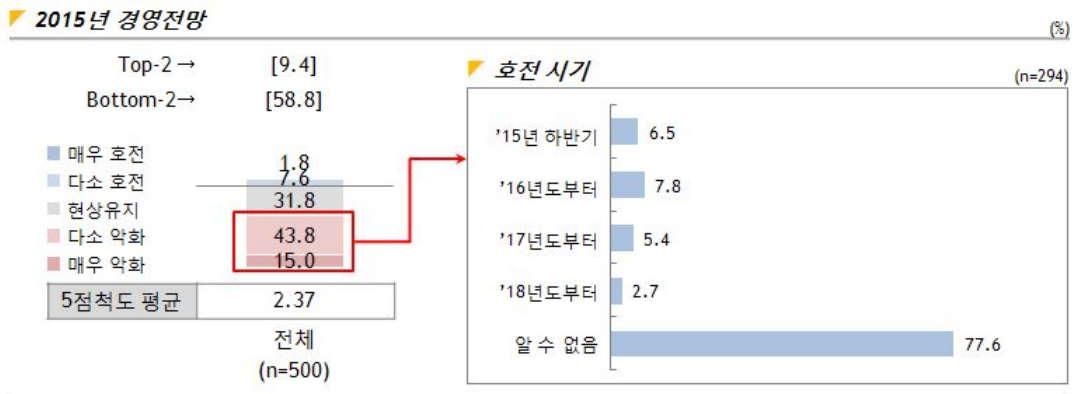 2015년 경영전망
(%)
Top-2 → [9.4]
Bottom-2→ [58.8]
매우 호전 1.8
다소 호전 7.6
현상유지 31.8
다소 악화 43.8
매우 악화 15.0
5점척도 평균 2.37
전체
(n=500)
호전 시기
(n=294)
'15년 하반기 6.5
'16년도부터 7.8
'17년도부터 5.4
'18년도부터 2.7
알 수 없음 77.6